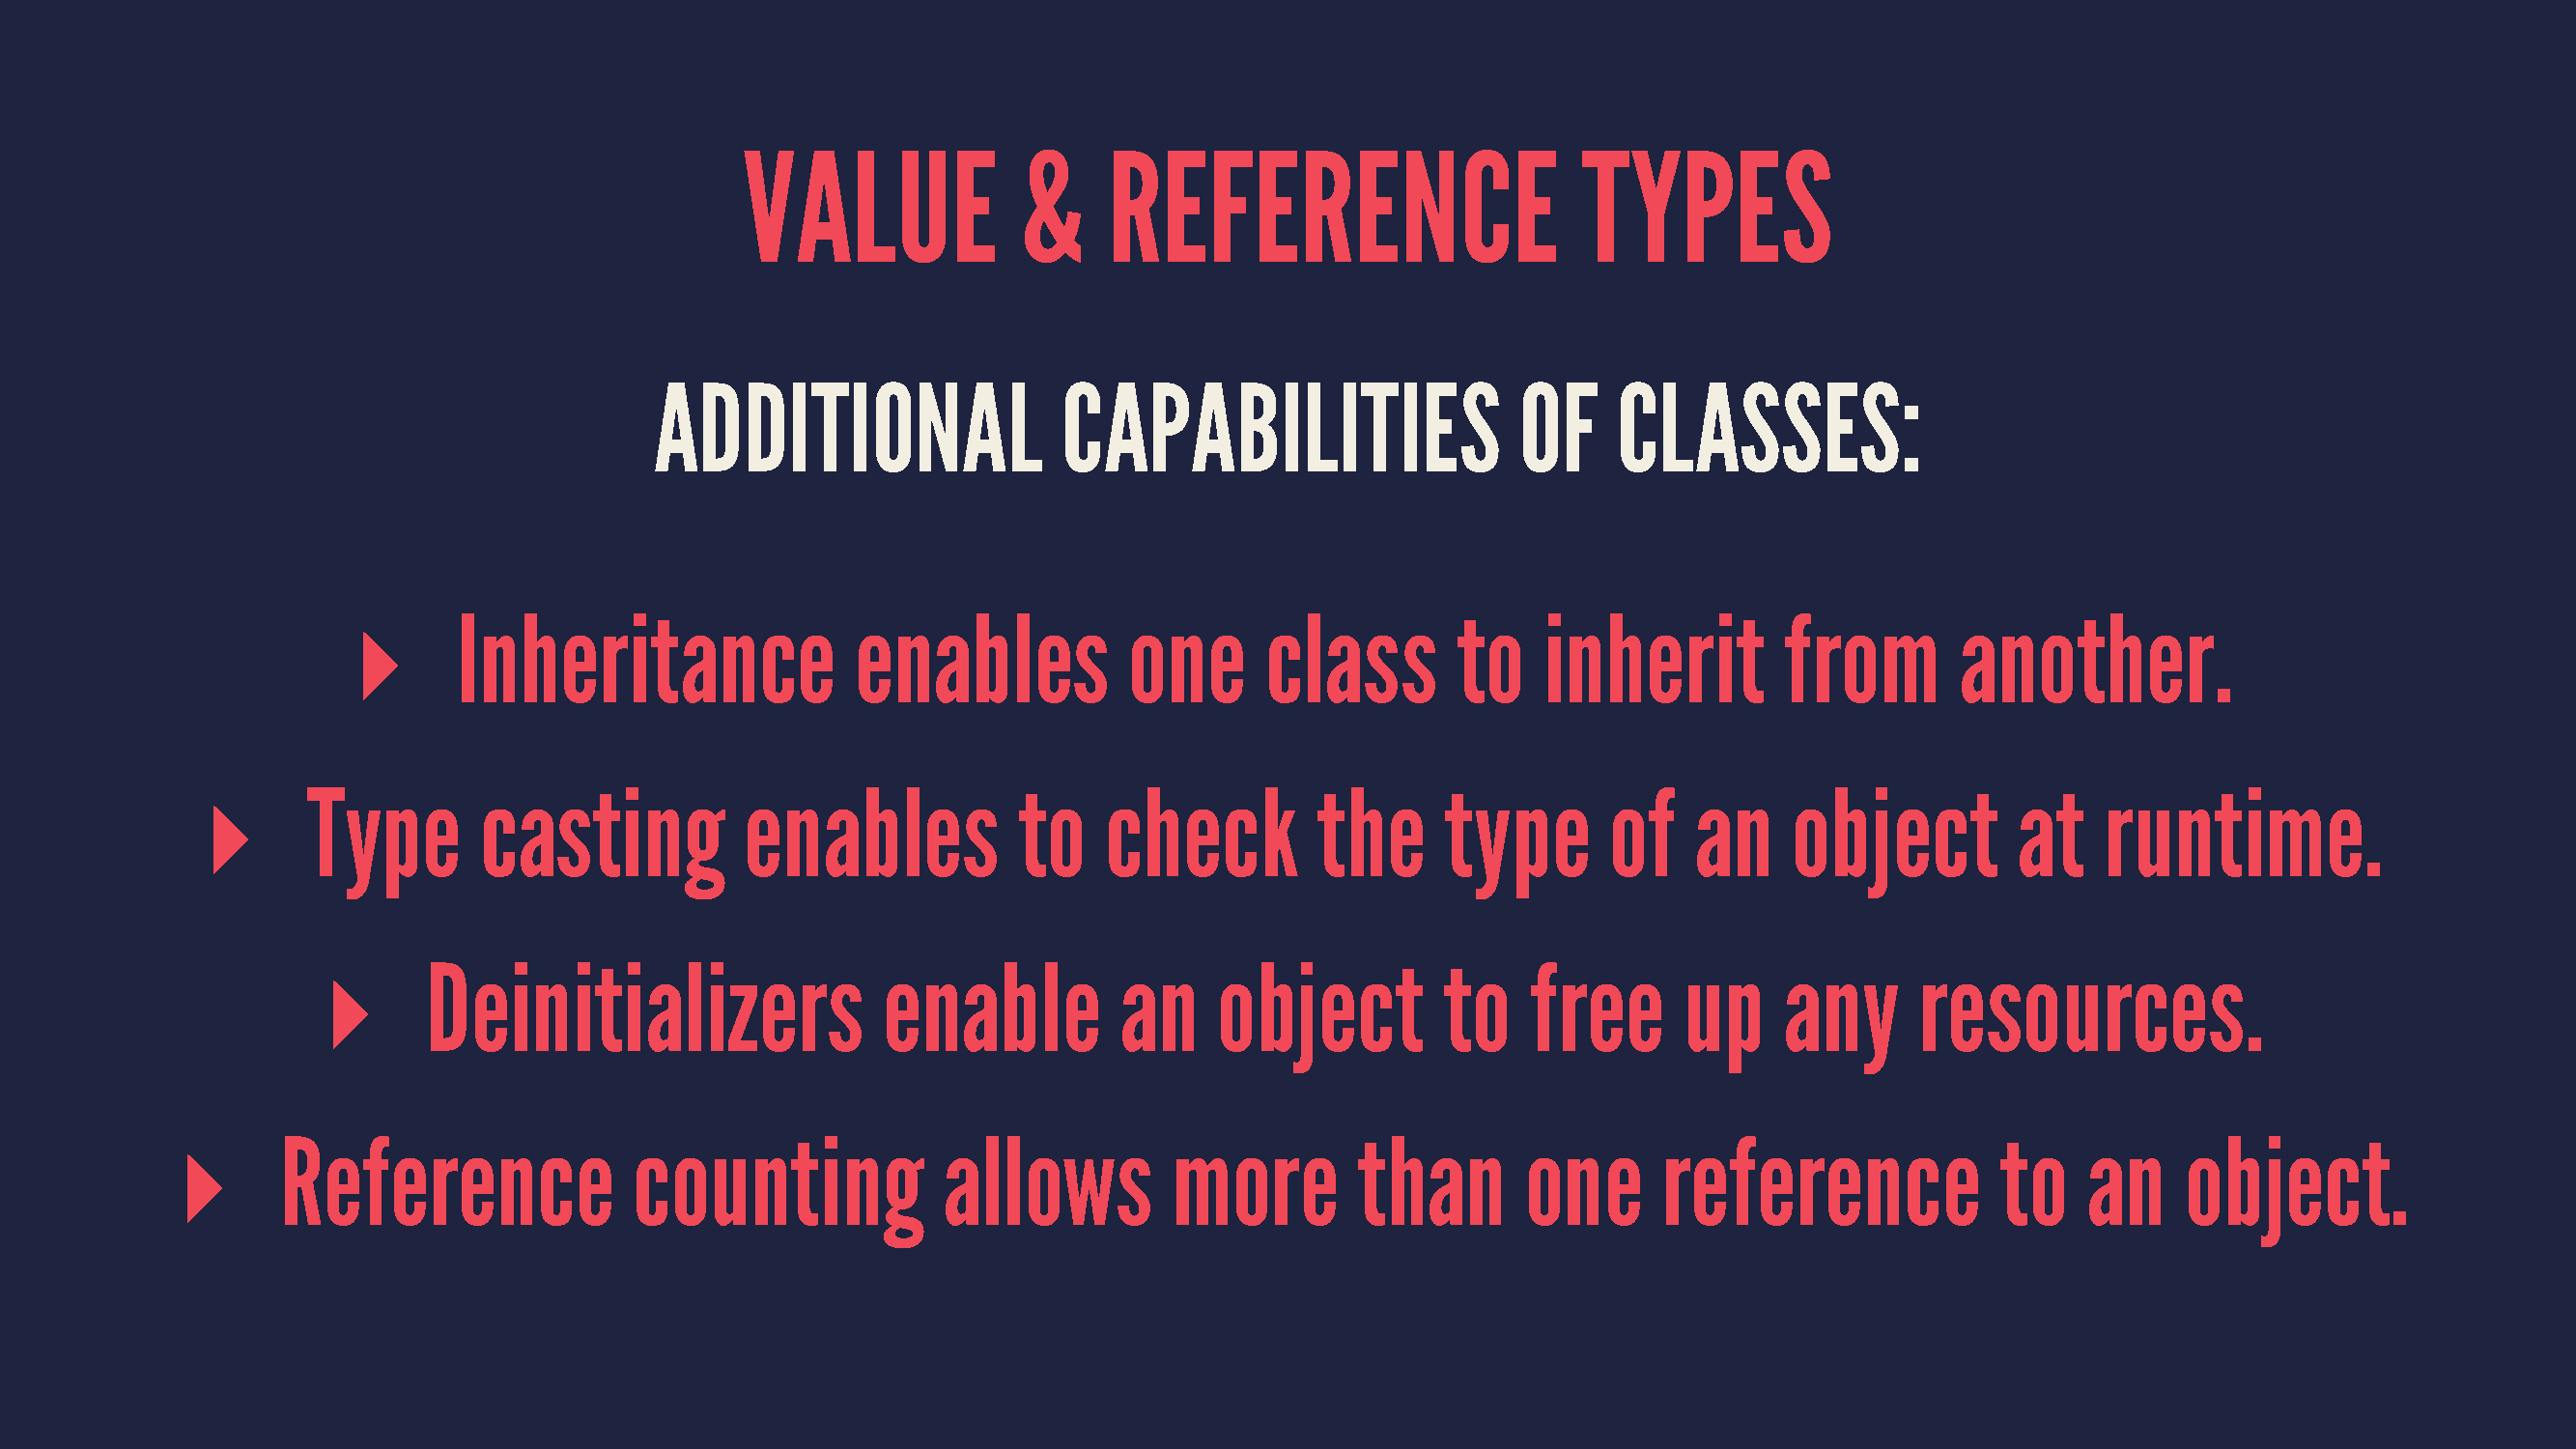 VALUE & REFERENCE TYPES
ADDITIONAL CAPABILITIES OF CLASSES:
▸ Inheritance enables one class to inherit from another.
▸ Type casting enables to check the type of an object at runtime.
▸ Deinitializers enable an object to free up any resources.
▸ Reference counting allows more than one reference to an object.